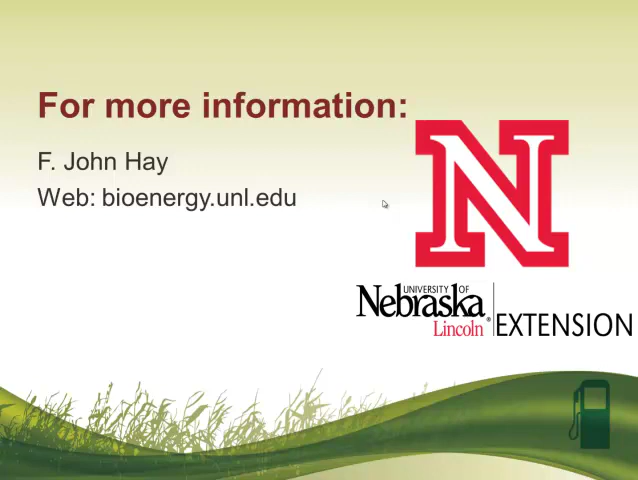 For more information:
F. John Hay
Web: bioenergy.unl.edu
N
UNIVERSITY OF
Nebraska
Lincoln®
EXTENSION